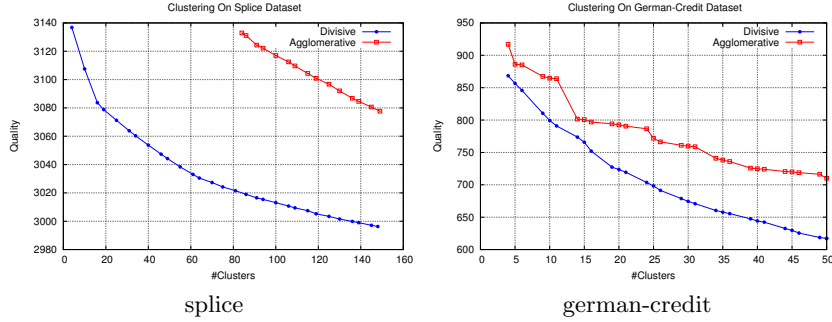 Clustering On Splice Dataset
3140
3120
3100
3080
3060
3040
3020
3000
2980
Quality
Divisive
Agglomerative
0 20 40 60 80 100 120 140 160
#Clusters
splice
Clustering On German-Credit Dataset
950
900
850
800
750
700
650
600
Quality
Divisive
Agglomerative
0 5 10 15 20 25 30 35 40 45 50
#Clusters
german-credit